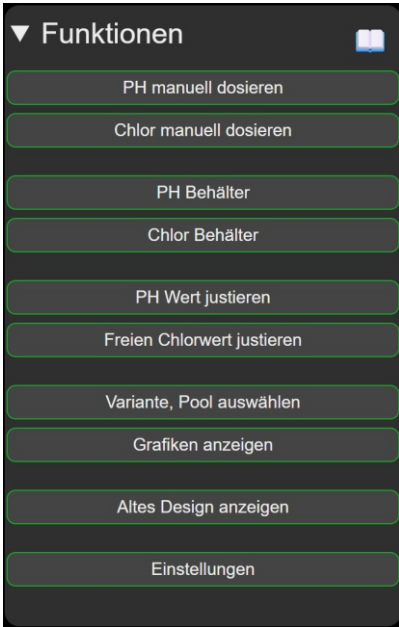 Funktionen
PH manuell dosieren
Chlor manuell dosieren
PH Behälter
Chlor Behälter
PH Wert justieren
Freien Chlorwert justieren
Variante, Pool auswählen
Grafiken anzeigen
Altes Design anzeigen
Einstellungen